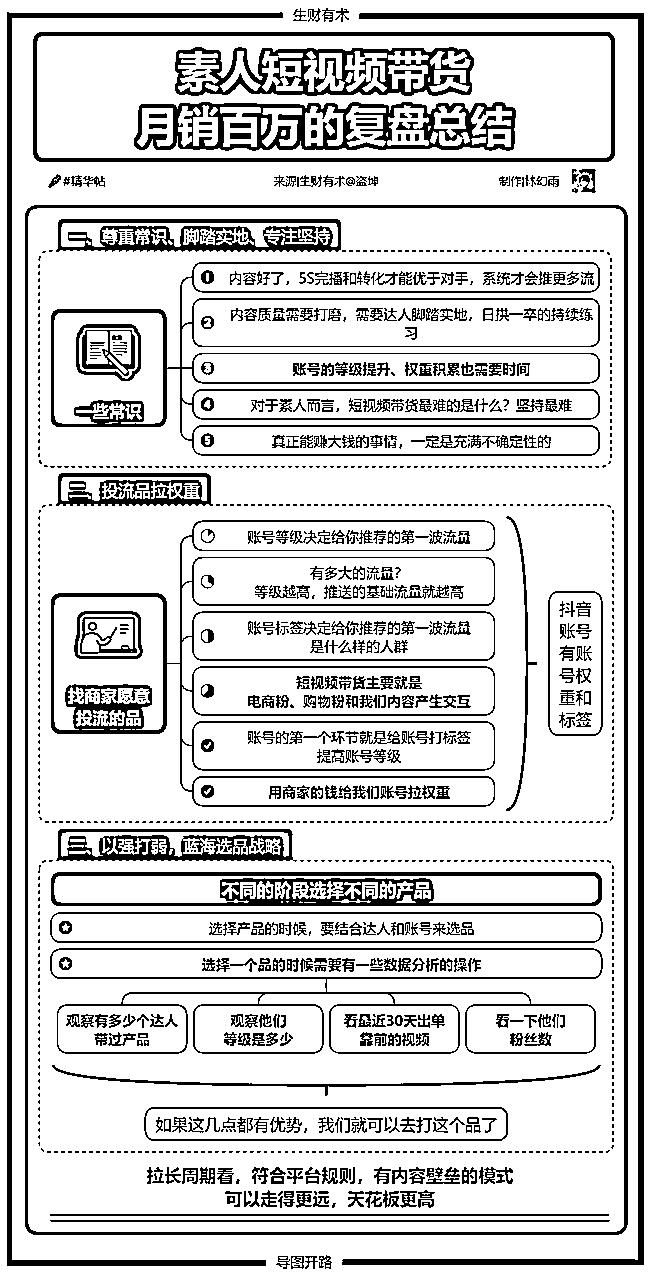 生财有术
素人短视频带货
月销百万的复盘总结
#精华帖
来源|生财有术@盗坤
制作|林幻雨
一、尊重常识、脚踏实地、专注坚持
一些常识
1 内容好了，5S完播和转化才能优于对手，系统才会推更多流
2 内容质量需要打磨，需要达人脚踏实地，日拱一卒的持续练
习
3 账号的等级提升、权重积累也需要时间
4 对于素人而言，短视频带货最难的是什么？坚持最难
5 真正能赚大钱的事情，一定是充满不确定性的
二、投流品拉权重
找商家愿意
投流的品
账号等级决定给你推荐的第一波流量
有多大的流量？
等级越高，推送的基础流量就越高
账号标签决定给你推荐的第一波流量
是什么样的人群
短视频带货主要就是
电商粉、购物粉和我们内容产生交互
账号的第一个环节就是给账号打标签
提高账号等级
用商家的钱给我们账号拉权重
抖音
账号
有账
号权
重和
标签
三、以强打弱，蓝海选品战略
不同的阶段选择不同的产品
选择产品的时候，要结合达人和账号来选品
选择一个品的时候需要有一些数据分析的操作
观察有多少个达人
带过产品
观察他们
等级是多少
看最近30天出单
靠前的视频
看一下他们
粉丝数
如果这几点都有优势，我们就可以去打这个品了
拉长周期看，符合平台规则，有内容壁垒的模式
可以走得更远，天花板更高
导图开路